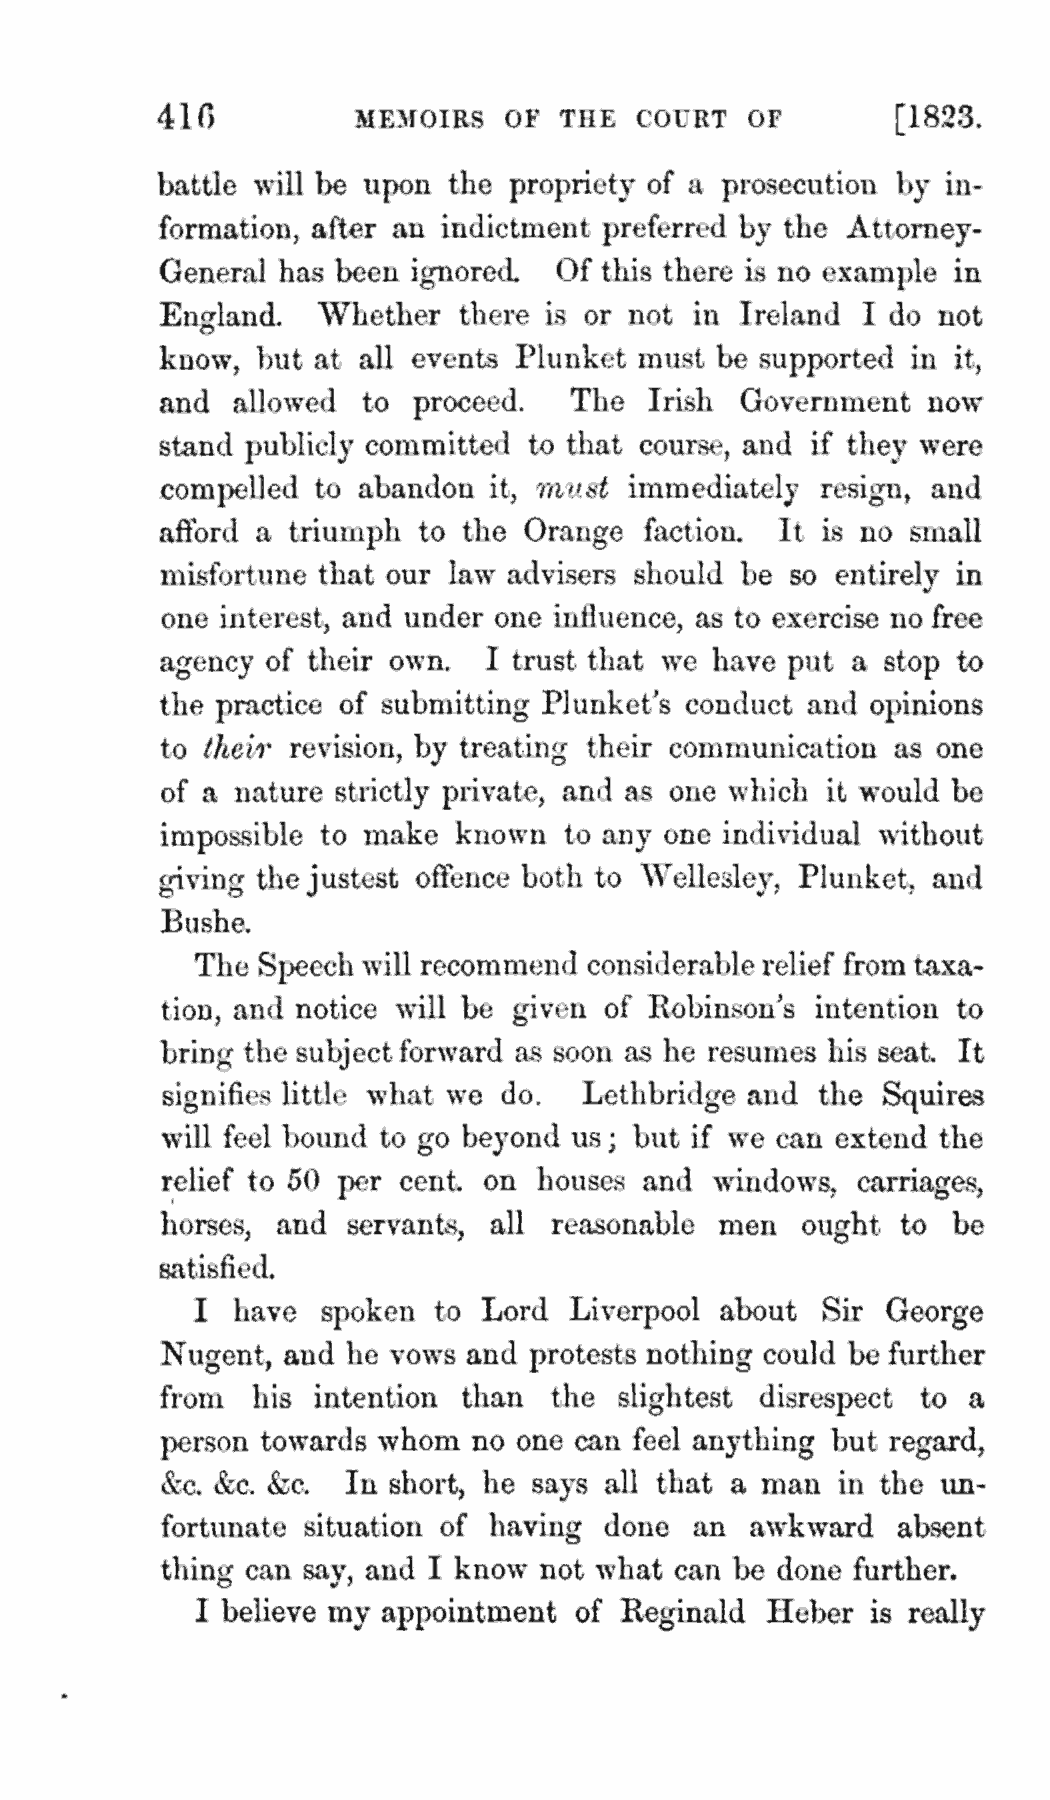 416 MEMOIRS OF THE COURT OF [1823.
battle will be upon the propriety of a prosecution by in-
formation, after an indictment preferred by the Attorney-
General has been ignored. Of this there is no example in
England. Whether there is or not in Ireland I do not
know, but at all events Plunket must be supported in it,
and allowed to proceed. The Irish Government now
stand publicly committed to that course, and if they were
compelled to abandon it, must immediately resign, and
afford a triumph to the Orange faction. It is no small
misfortune that our law advisers should be so entirely in
one interest, and under one influence, as to exercise no free
agency of their own. I trust that we have put a stop to
the practice of submitting Plunket's conduct and opinions
to their revision, by treating their communication as one
of a nature strictly private, and as one which it would be
impossible to make known to any one individual without
giving the justest offence both to Wellesley, Plunket, and
Bushe.
The Speech will recommend considerable relief from taxa-
tion, and notice will be given of Robinson's intention to
bring the subject forward as soon as he resumes his seat. It
signifies little what we do. Lethbridge and the Squires
will feel bound to go beyond us; but if we can extend the
relief to 50 per cent. on houses and windows, carriages,
horses, and servants, all reasonable men ought to be
satisfied.
I have spoken to Lord Liverpool about Sir George
Nugent, and he vows and protests nothing could be further
from his intention than the slightest disrespect to a
person towards whom no one can feel anything but regard,
&c. &c. &c. In short, he says all that a man in the un-
fortunate situation of having done an awkward absent
thing can say, and I know not what can be done further.
I believe my appointment of Reginald Heber is really